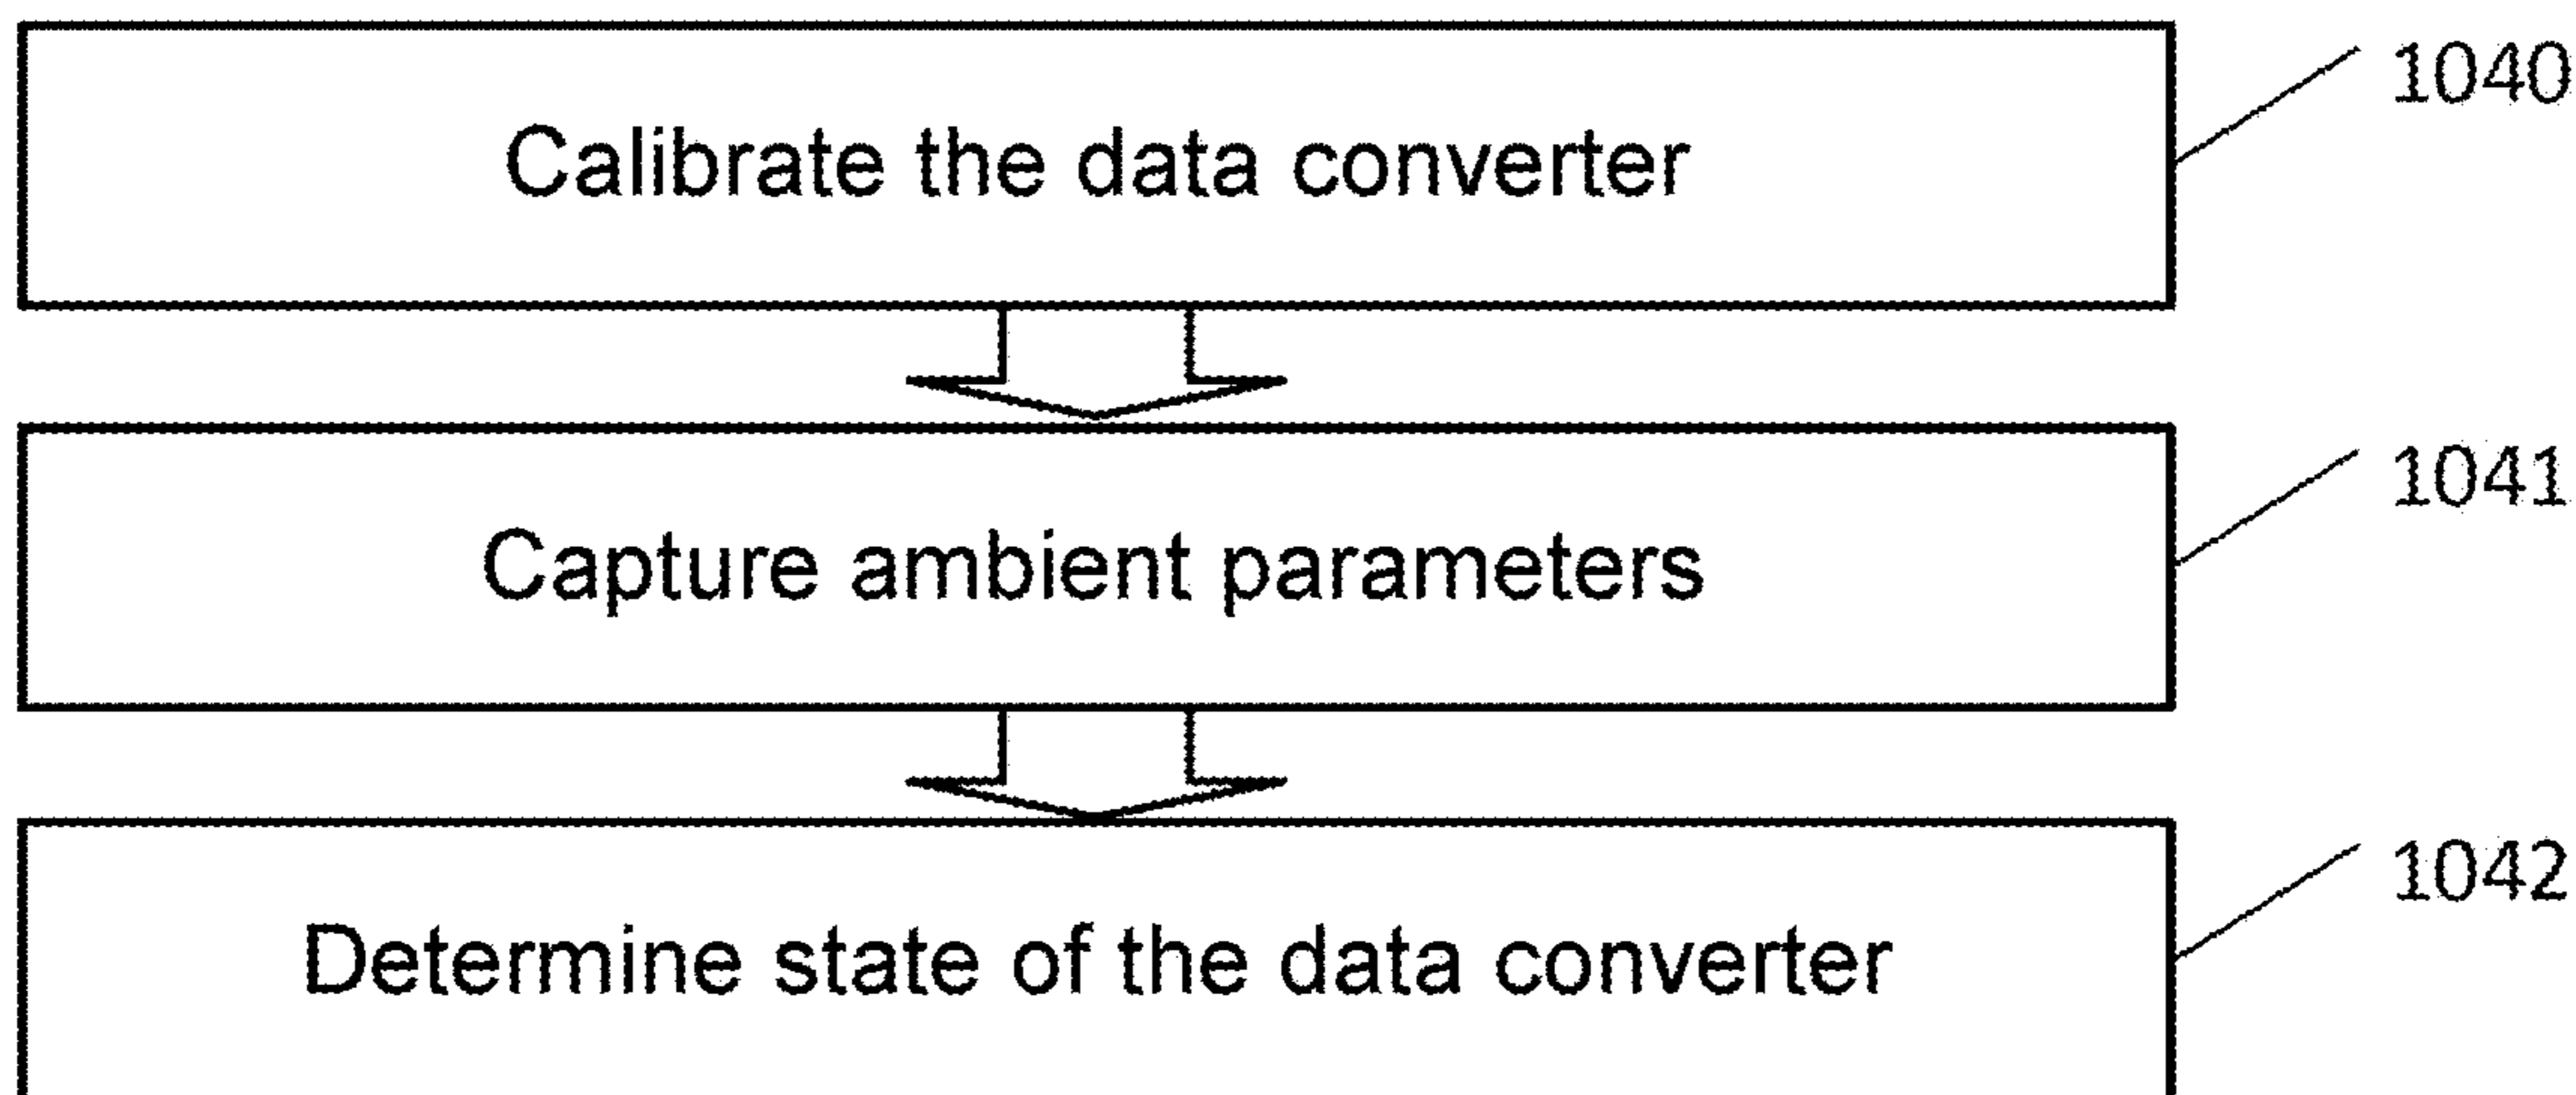 Calibrate the data converter
1040
Capture ambient parameters
1041
Determine state of the data converter
1042